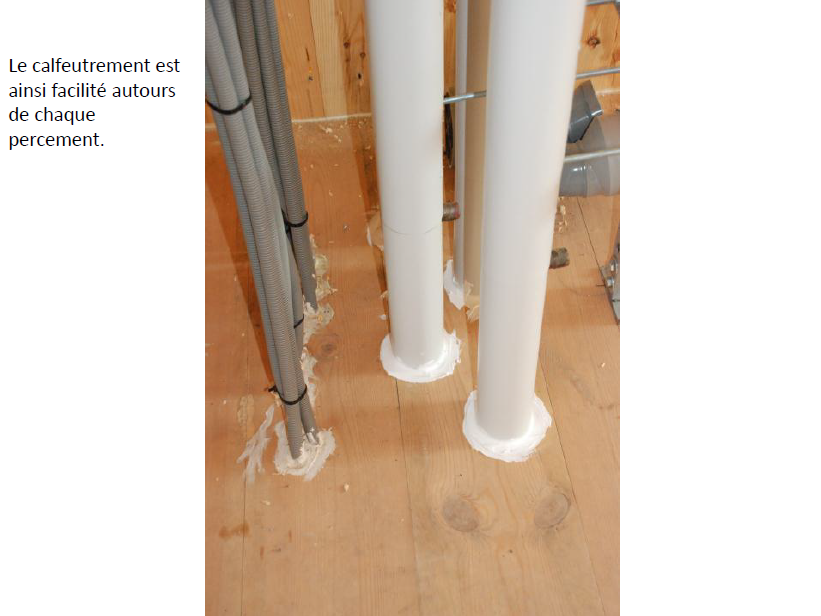 Le calfeutrement est
ainsi facilité autours
de chaque
percement.